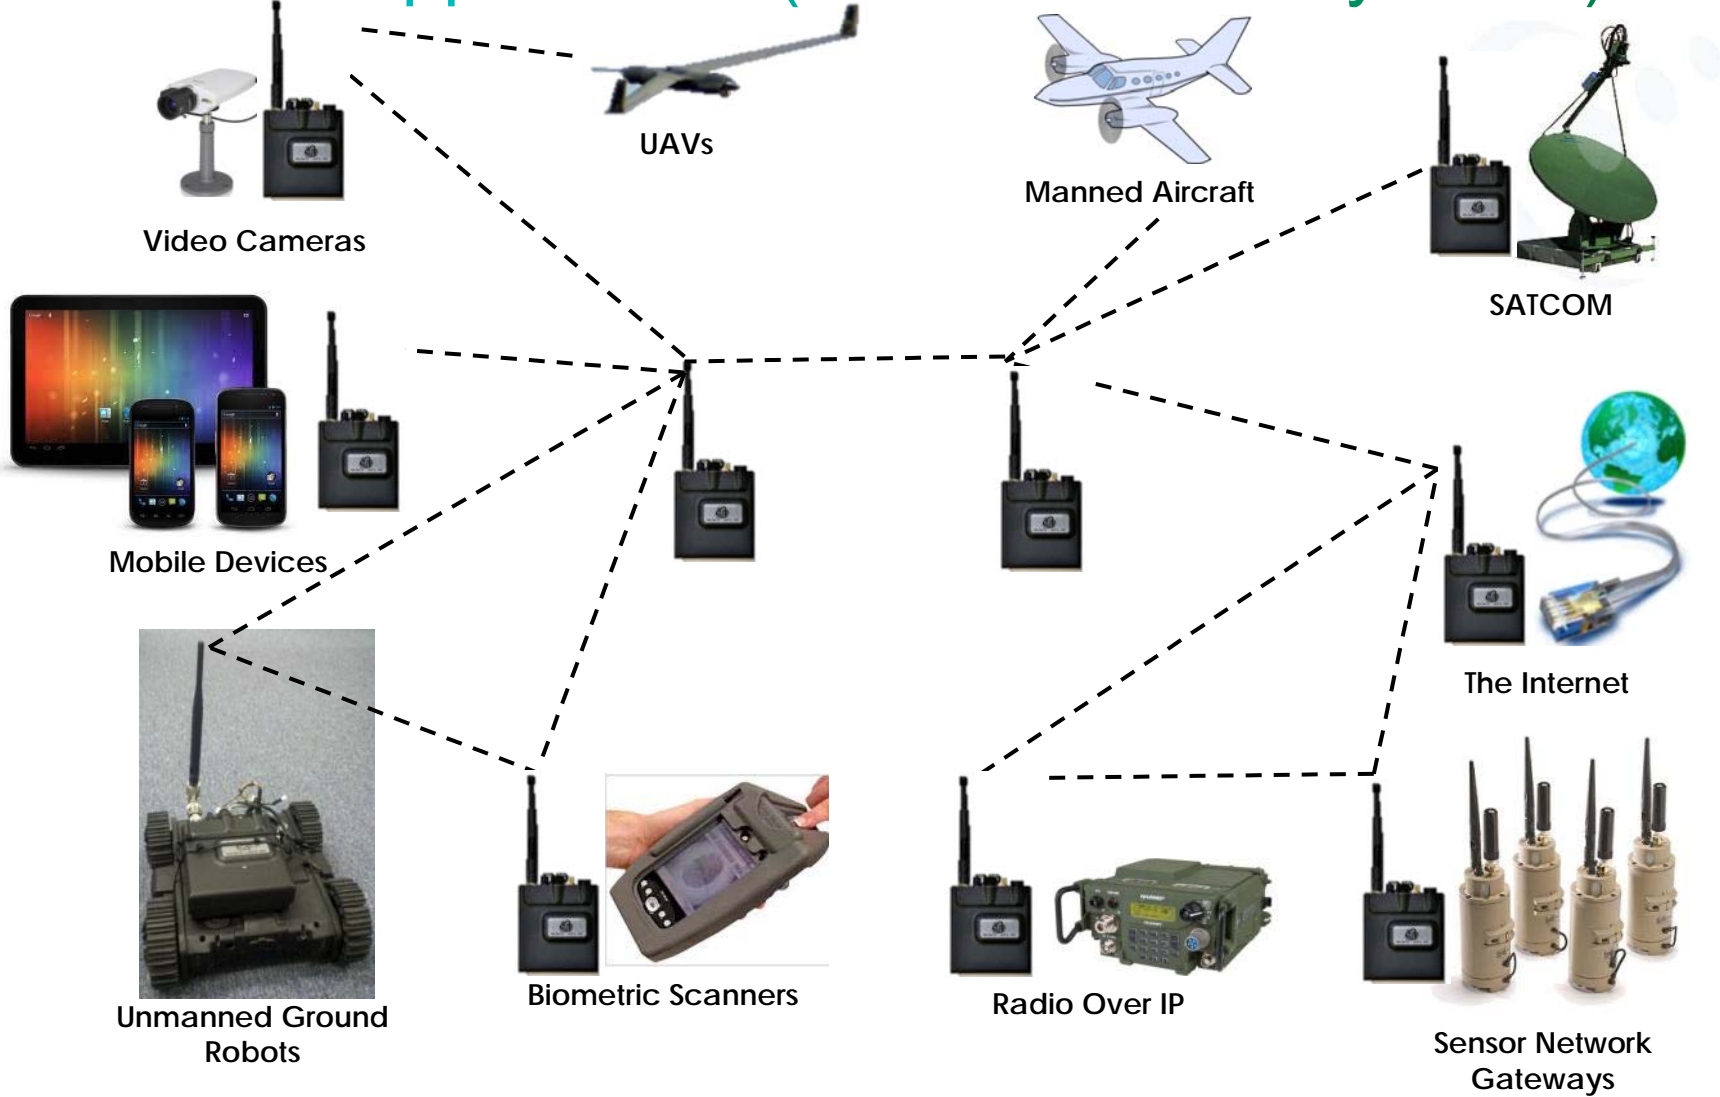 UAVs
Manned Aircraft
Video Cameras
SATCOM
Mobile Devices
The Internet
Unmanned Ground
Robots
Biometric Scanners
Radio Over IP
Sensor Network
Gateways